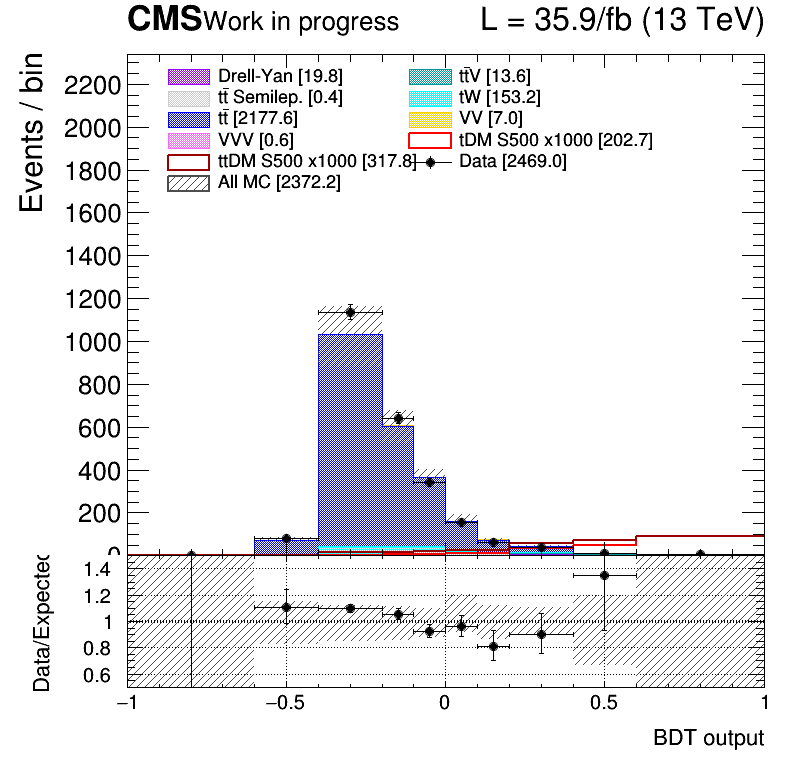 CMS Work in progress L = 35.9/fb (13 TeV)
Events / bin
2200
2000
1800
1600
1400
1200
1000
800
600
400
200
0
Drell-Yan [19.8]
tt̄ Semilep. [0.4]
tt̄ [2177.6]
VVV [0.6]
ttDM S500 x1000 [317.8]
All MC [2372.2]
tt̄V [13.6]
tW [153.2]
VV [7.0]
tDM S500 x1000 [202.7]
Data [2469.0]
Data/Expected
1.4
1.2
1
0.8
0.6
−1 −0.5 0 0.5 1
BDT output